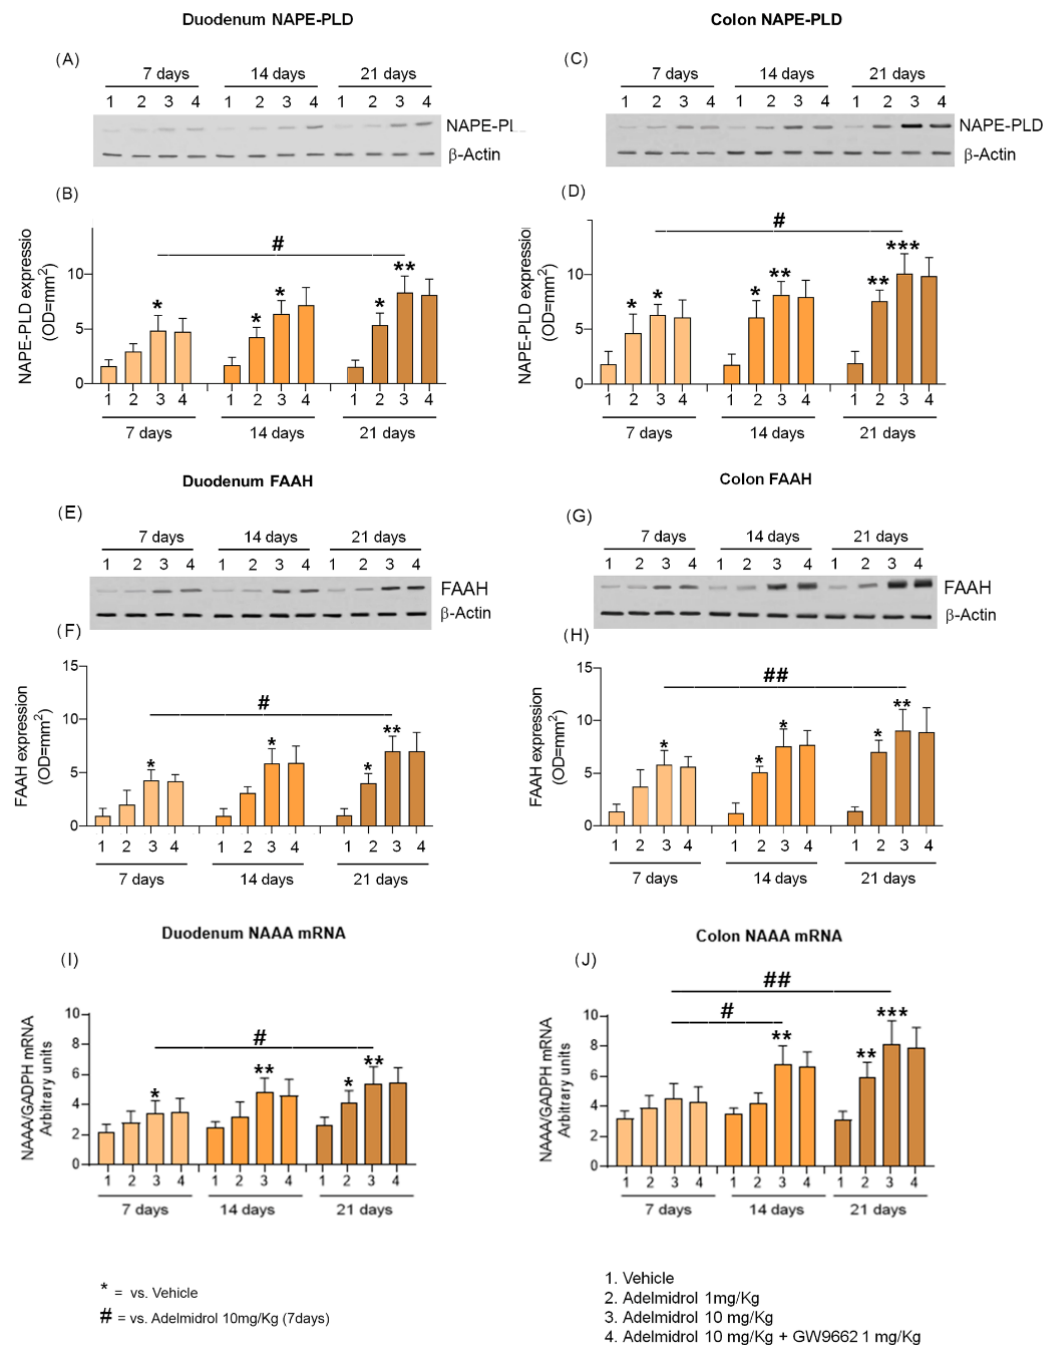 Duodenum NAPE-PLD
Colon NAPE-PLD
(A)
7 days 14 days 21 days
1 2 3 4 1 2 3 4 1 2 3 4
NAPE-PL
β-Actin
(C)
7 days 14 days 21 days
1 2 3 4 1 2 3 4 1 2 3 4
NAPE-PLD
β-Actin
(B)
NAPE-PLD expressio
(OD=mm²)
10
5
0
#
* * * * **
1 2 3 4 1 2 3 4 1 2 3 4
7 days 14 days 21 days
(D)
NAPE-PLD expressio
(OD=mm²)
10
5
0
#
* * * ** ** ***
1 2 3 4 1 2 3 4 1 2 3 4
7 days 14 days 21 days
Duodenum FAAH
Colon FAAH
(E)
7 days 14 days 21 days
1 2 3 4 1 2 3 4 1 2 3 4
FAAH
β-Actin
(G)
7 days 14 days 21 days
1 2 3 4 1 2 3 4 1 2 3 4
FAAH
β-Actin
(F)
FAAH expression
(OD=mm²)
15
10
5
0
#
* * * **
1 2 3 4 1 2 3 4 1 2 3 4
7 days 14 days 21 days
(H)
FAAH expression
(OD=mm²)
15
10
5
0
##
* * * * **
1 2 3 4 1 2 3 4 1 2 3 4
7 days 14 days 21 days
Duodenum NAAA mRNA
Colon NAAA mRNA
(I)
NAAA/GADPH mRNA
Arbitrary units
10
8
6
4
2
0
#
* ** * **
1 2 3 4 1 2 3 4 1 2 3 4
7 days 14 days 21 days
(J)
NAAA/GADPH mRNA
Arbitrary units
10
8
6
4
2
0
##
#
** ** ***
1 2 3 4 1 2 3 4 1 2 3 4
7 days 14 days 21 days
* = vs. Vehicle
# = vs. Adelmidrol 10mg/Kg (7days)
1. Vehicle
2. Adelmidrol 1mg/Kg
3. Adelmidrol 10 mg/Kg
4. Adelmidrol 10 mg/Kg + GW9662 1 mg/Kg